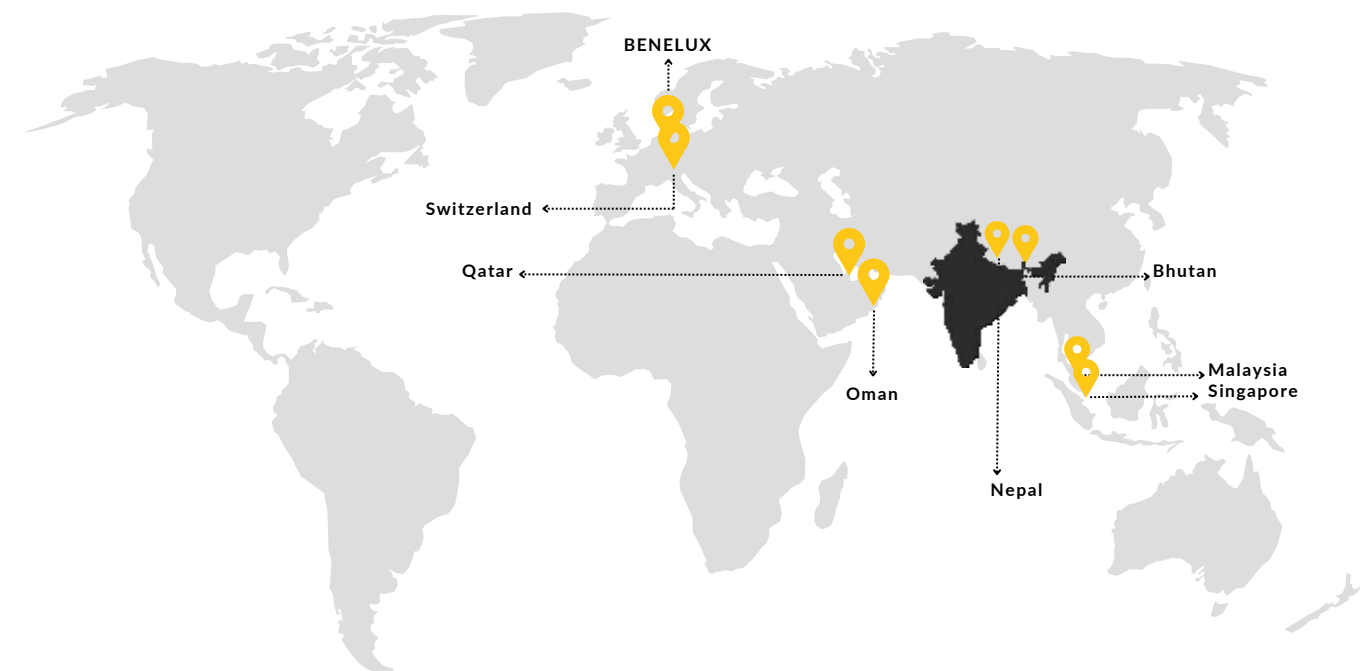 BENELUX
Switzerland
Qatar
Bhutan
Malaysia
Singapore
Oman
Nepal